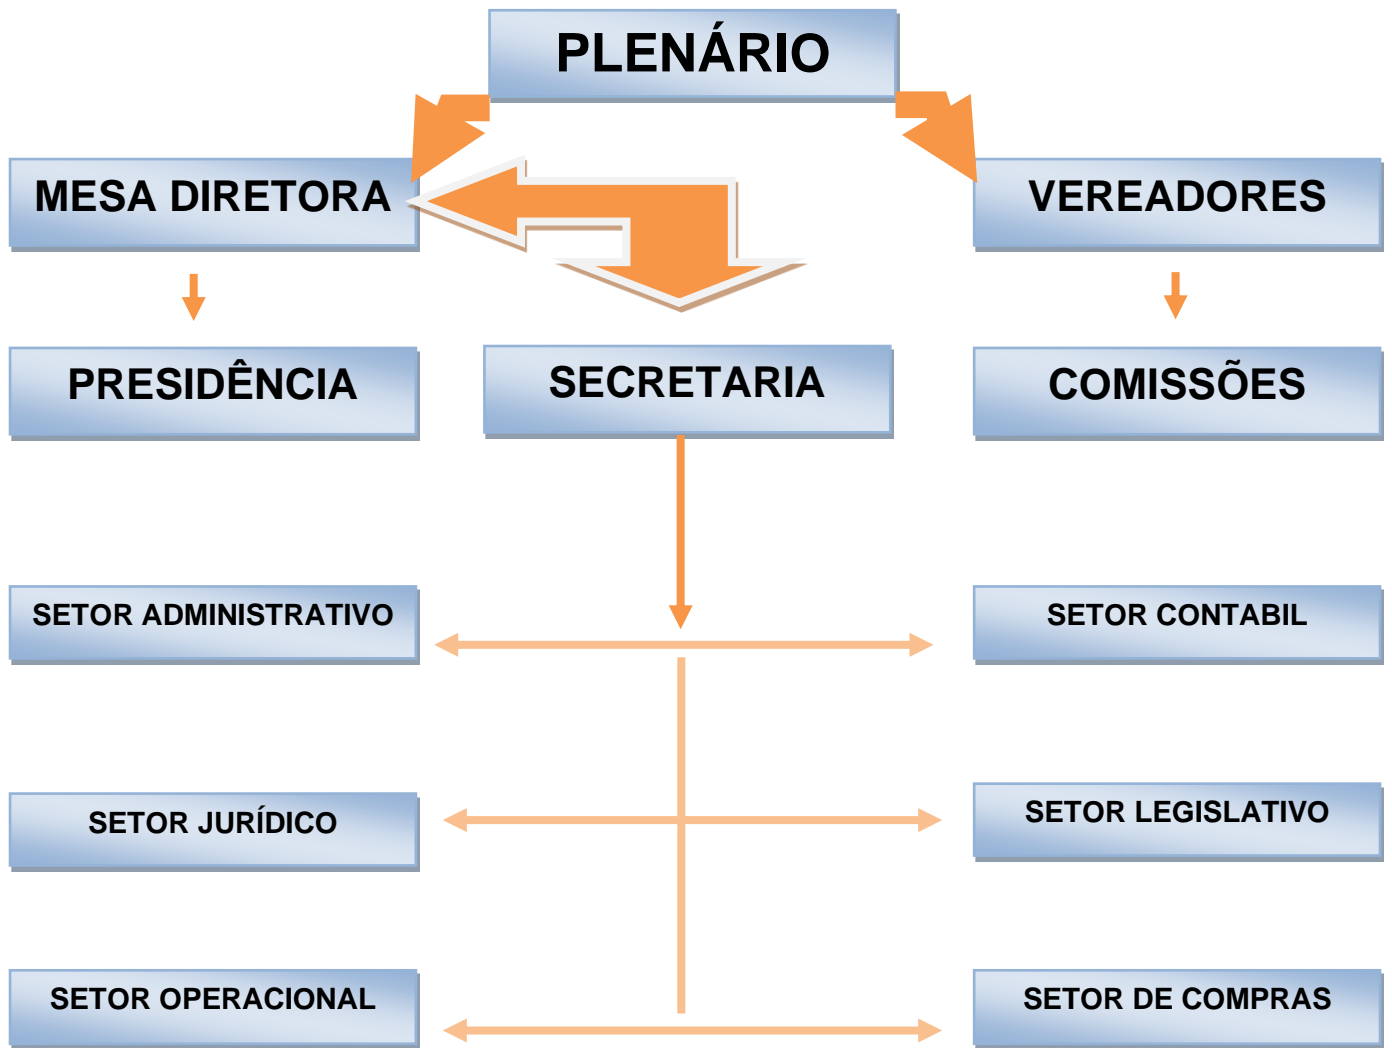 PLENÁRIO
MESA DIRETORA
VEREADORES
PRESIDÊNCIA
SECRETARIA
COMISSÕES
SETOR ADMINISTRATIVO
SETOR CONTABIL
SETOR JURÍDICO
SETOR LEGISLATIVO
SETOR OPERACIONAL
SETOR DE COMPRAS